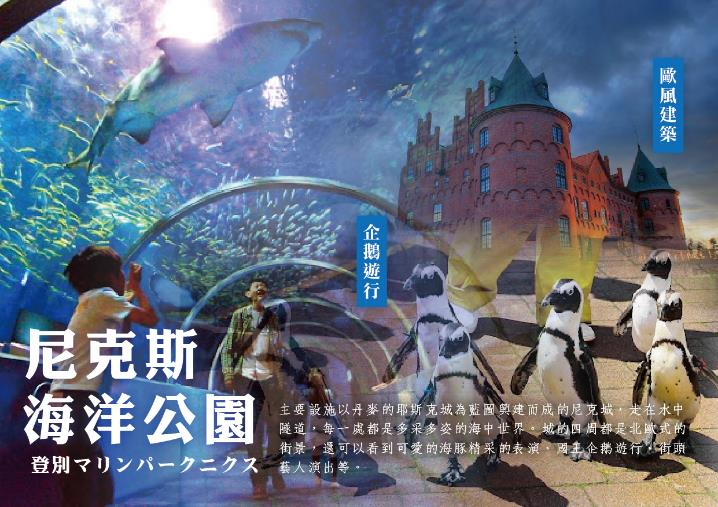 歐風建築
企鵝遊行
尼克斯
海洋公園
登別マリンパークニクス
主要設施以丹麥的耶斯克城為藍圖興建而成的尼克城，走在水中
隧道，每一處都是多采多姿的海中世界。城的四周都是北歐式的
街景，還可以看到可愛的海豚精采的表演。國王企鵝遊行，街頭
藝人演出等。